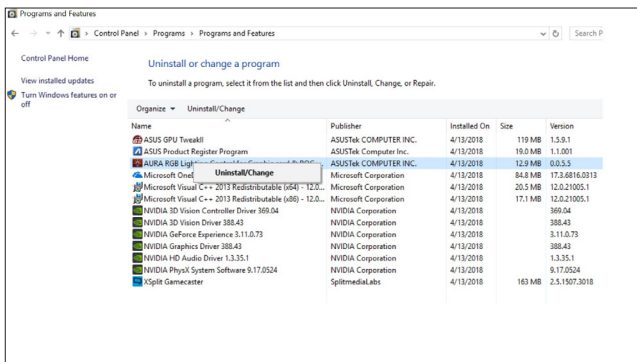 Programs and Features
Control Panel > Programs > Programs and Features
Search P
Control Panel Home
View installed updates
Turn Windows features on or
off
Uninstall or change a program
To uninstall a program, select it from the list and then click Uninstall, Change, or Repair.
Organize Uninstall/Change
Name Publisher Installed On Size Version
ASUS GPU TweakII ASUSTek COMPUTER INC. 4/13/2018 119 MB 1.5.9.1
ASUS Product Register Program ASUSTek Computer Inc. 4/13/2018 19.0 MB 1.1.001
AURA RGB ASUSTek COMPUTER INC. 4/13/2018 12.9 MB 0.0.5.5
Uninstall/Change
Microsoft Microsoft Corporation 4/13/2018 84.8 MB 17.3.6816.0313
Microsoft Visual C++ 2013 Redistributable (x64) - 12.0... Microsoft Corporation 4/13/2018 20.5 MB 12.0.21005.1
Microsoft Visual C++ 2013 Redistributable (x86) - 12.0... Microsoft Corporation 4/13/2018 17.1 MB 12.0.21005.1
NVIDIA 3D Vision Controller Driver 369.04 NVIDIA Corporation 4/13/2018 369.04
NVIDIA 3D Vision Driver 388.43 NVIDIA Corporation 4/13/2018 388.43
NVIDIA GeForce Experience 3.11.0.73 NVIDIA Corporation 4/13/2018 3.11.0.73
NVIDIA Graphics Driver 388.43 NVIDIA Corporation 4/13/2018 388.43
NVIDIA HD Audio Driver 1.3.35.1 NVIDIA Corporation 4/13/2018 1.3.35.1
NVIDIA PhysX System Software 9.17.0524 NVIDIA Corporation 4/13/2018 9.17.0524
XSplit Gamecaster SplitmediaLabs 4/13/2018 163 MB 2.5.1507.3018